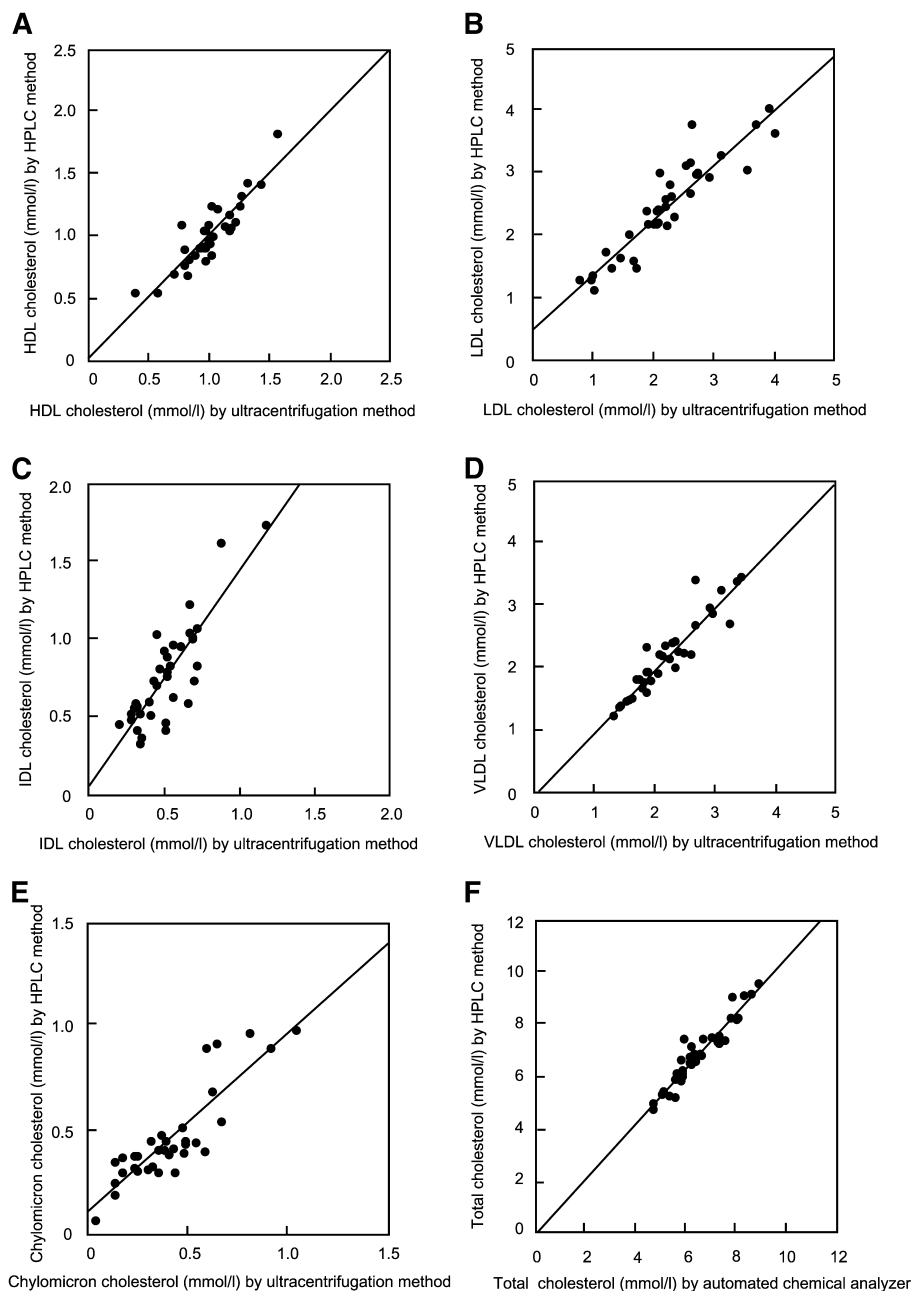 A
HDL cholesterol (mmol/l) by HPLC method
2.5
2.0
1.5
1.0
0.5
0
0 0.5 1.0 1.5 2.0 2.5
HDL cholesterol (mmol/l) by ultracentrifugation method
B
LDL cholesterol (mmol/l) by HPLC method
5
4
3
2
1
0
0 1 2 3 4 5
LDL cholesterol (mmol/l) by ultracentrifugation method
C
IDL cholesterol (mmol/l) by HPLC method
2.0
1.5
1.0
0.5
0
0 0.5 1.0 1.5 2.0
IDL cholesterol (mmol/l) by ultracentrifugation method
D
VLDL cholesterol (mmol/l) by HPLC method
5
4
3
2
1
0
0 1 2 3 4 5
VLDL cholesterol (mmol/l) by ultracentrifugation method
E
Chylomicron cholesterol (mmol/l) by HPLC method
1.5
1.0
0.5
0
0 0.5 1.0 1.5
Chylomicron cholesterol (mmol/l) by ultracentrifugation method
F
Total cholesterol (mmol/l) by HPLC method
12
10
8
6
4
2
0
0 2 4 6 8 10 12
Total cholesterol (mmol/l) by automated chemical analyzer